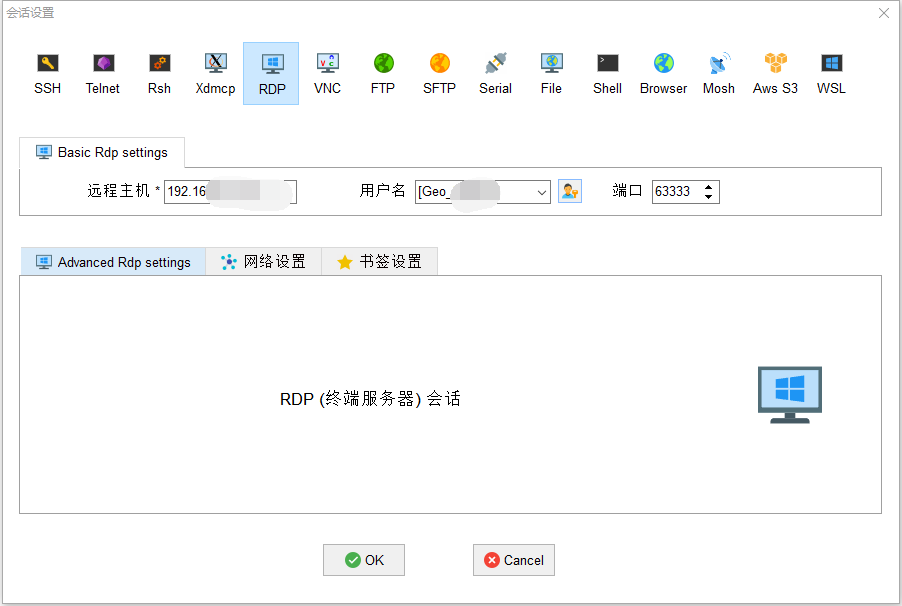 会话设置
SSH Telnet Rsh Xdmcp RDP VNC FTP SFTP Serial File Shell Browser Mosh Aws S3 WSL
Basic Rdp settings
远程主机 * 192.16 用户名 [Geo_ 端口 63333
Advanced Rdp settings 网络设置 书签设置
RDP (终端服务器) 会话
OK Cancel